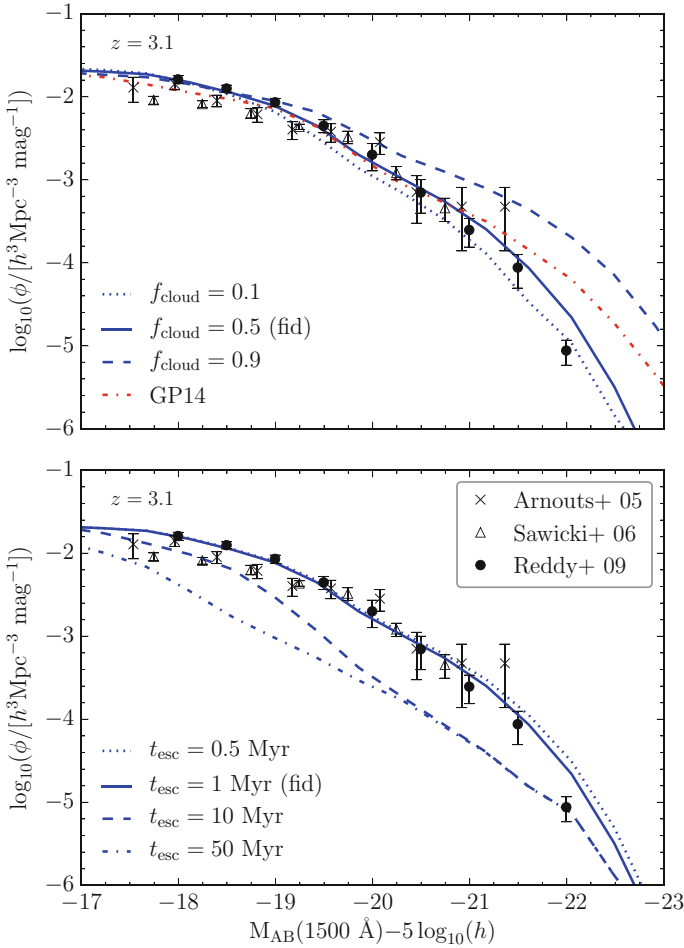 −1
z = 3.1
−2
−3
−4
−5
−6
log₁₀(ϕ/[h³Mpc⁻³ mag⁻¹])
f_cloud = 0.1
f_cloud = 0.5 (fid)
f_cloud = 0.9
GP14
−1
z = 3.1
−2
−3
−4
−5
−6
log₁₀(ϕ/[h³Mpc⁻³ mag⁻¹])
Arnouts+ 05
Sawicki+ 06
Reddy+ 09
t_esc = 0.5 Myr
t_esc = 1 Myr (fid)
t_esc = 10 Myr
t_esc = 50 Myr
−17 −18 −19 −20 −21 −22 −23
M_AB(1500 Å)−5 log₁₀(h)